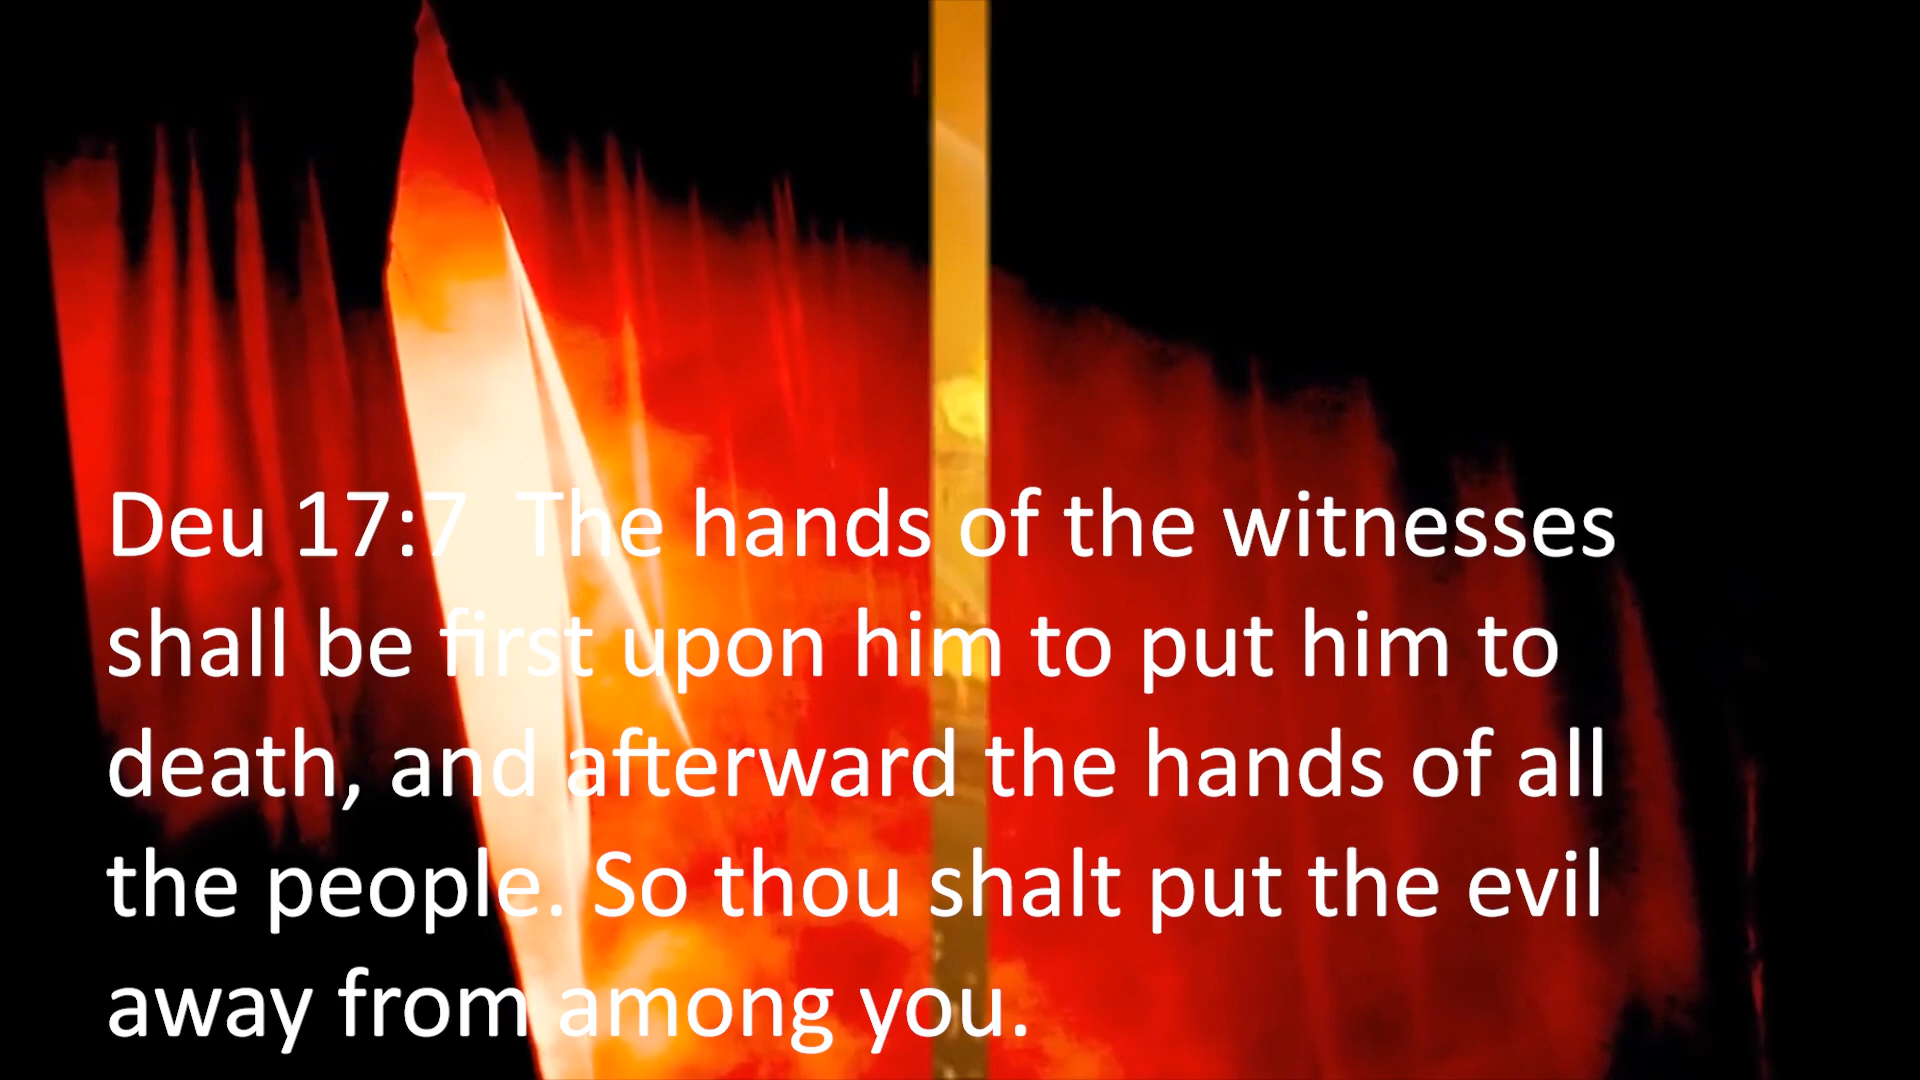 Deu 17:7  The hands of the witnesses
shall be first upon him to put him to
death, and afterward the hands of all
the people. So thou shalt put the evil
away from among you.